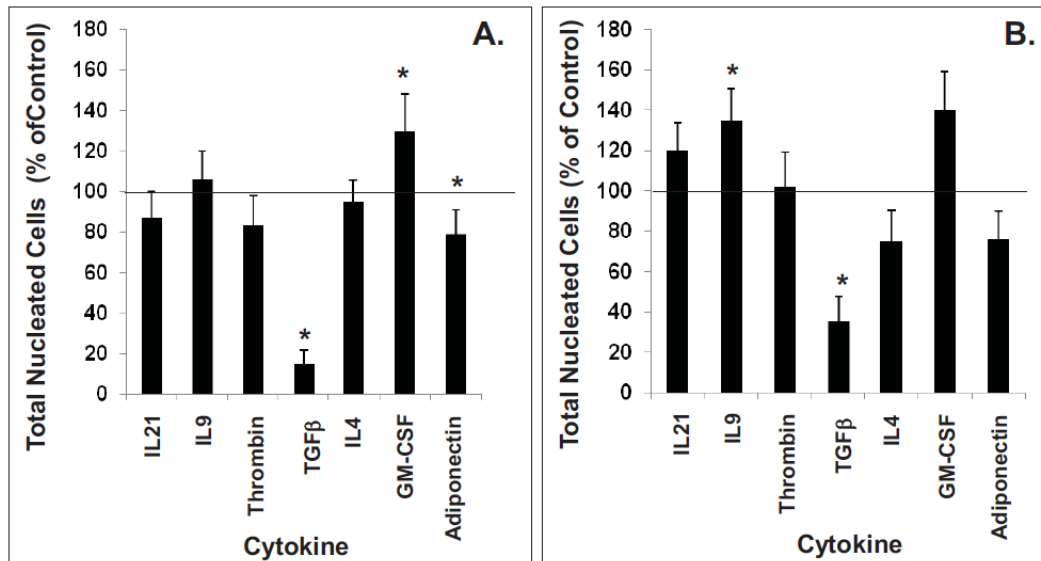 A.
Total Nucleated Cells (% ofControl)
180
160
140
120
100
80
60
40
20
0
*
*
*
IL21
IL9
Thrombin
TGFβ
IL4
GM-CSF
Adiponectin
Cytokine
B.
Total Nucleated Cells (% of Control)
180
160
140
120
100
80
60
40
20
0
*
*
IL21
IL9
Thrombin
TGFβ
IL4
GM-CSF
Adiponectin
Cytokine